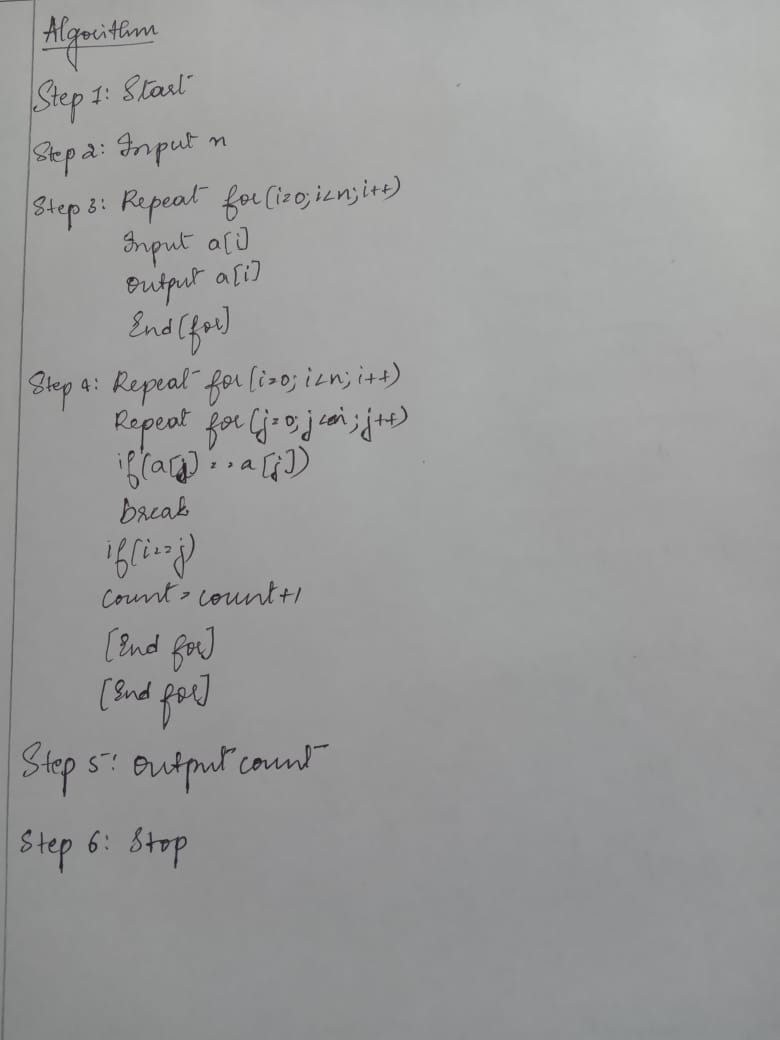 Algorithm
Step 1: Start
Step 2: Input n
Step 3: Repeat for(i=0;i<n;i++)
Input a[i]
Output a[i]
End[for]
Step 4: Repeat for[i=0; i<n; i++)
Repeat for(j=0; j<i; j++)
if(a[j] == a[j])
break
if(i==j)
count=count+1
[End for]
[End for]
Step 5: Output count
Step 6: Stop